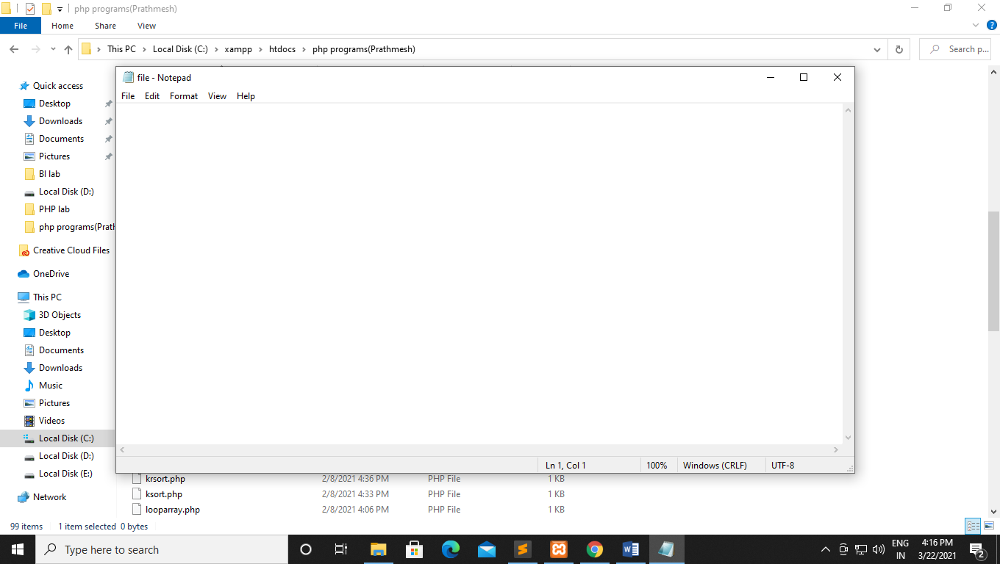 php programs(Prathmesh)
File Home Share View
This PC Local Disk (C:) xampp htdocs php programs(Prathmesh)
Search p...
file - Notepad
File Edit Format View Help
Quick access
Desktop
Downloads
Documents
Pictures
BI lab
Local Disk (D:)
PHP lab
php programs(Prath
Creative Cloud Files
OneDrive
This PC
3D Objects
Desktop
Documents
Downloads
Music
Pictures
Videos
Local Disk (C:)
Local Disk (D:)
Local Disk (E:)
Network
Ln 1, Col 1 100% Windows (CRLF) UTF-8
krsort.php 2/8/2021 4:36 PM PHP File 1 KB
ksort.php 2/8/2021 4:33 PM PHP File 1 KB
looparray.php 2/8/2021 4:06 PM PHP File 1 KB
99 items 1 item selected 0 bytes
Type here to search
ENG
IN
4:16 PM
3/22/2021
2